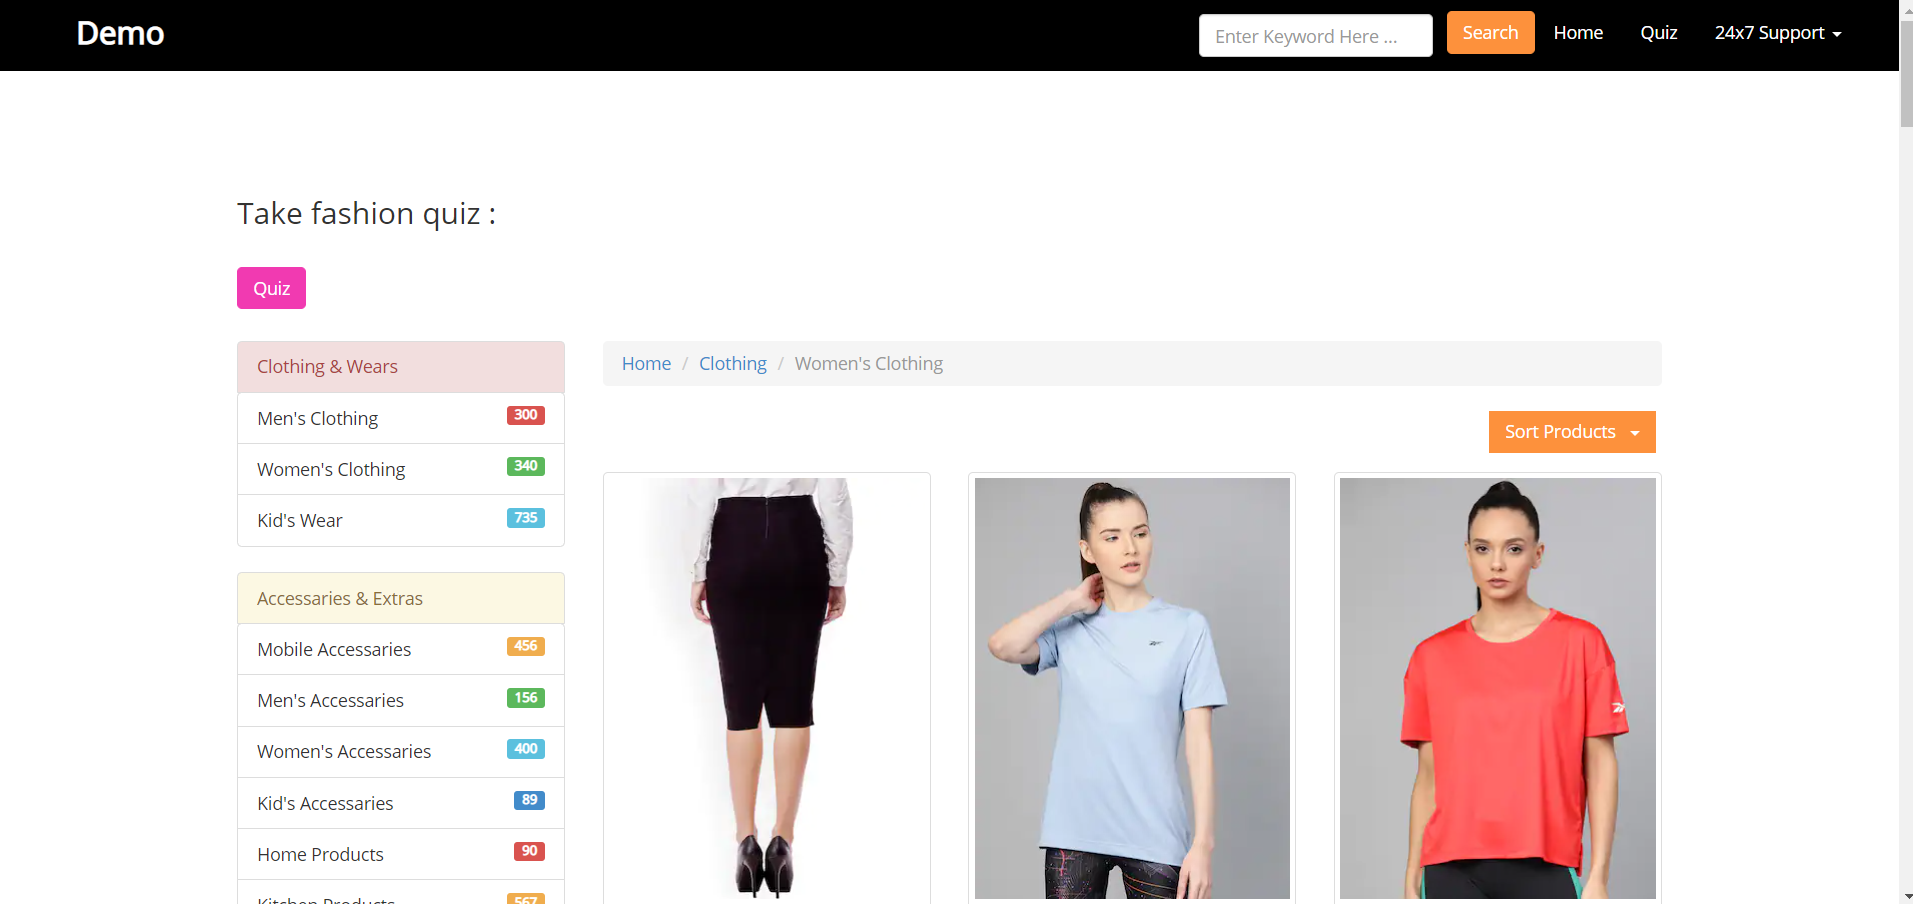 Demo
Enter Keyword Here ...
Search
Home
Quiz
24x7 Support
Take fashion quiz :
Quiz
Clothing & Wears
Men's Clothing 300
Women's Clothing 340
Kid's Wear 735
Accessaries & Extras
Mobile Accessaries 456
Men's Accessaries 156
Women's Accessaries 400
Kid's Accessaries 89
Home Products 90
Kitchen Products 567
Home / Clothing / Women's Clothing
Sort Products